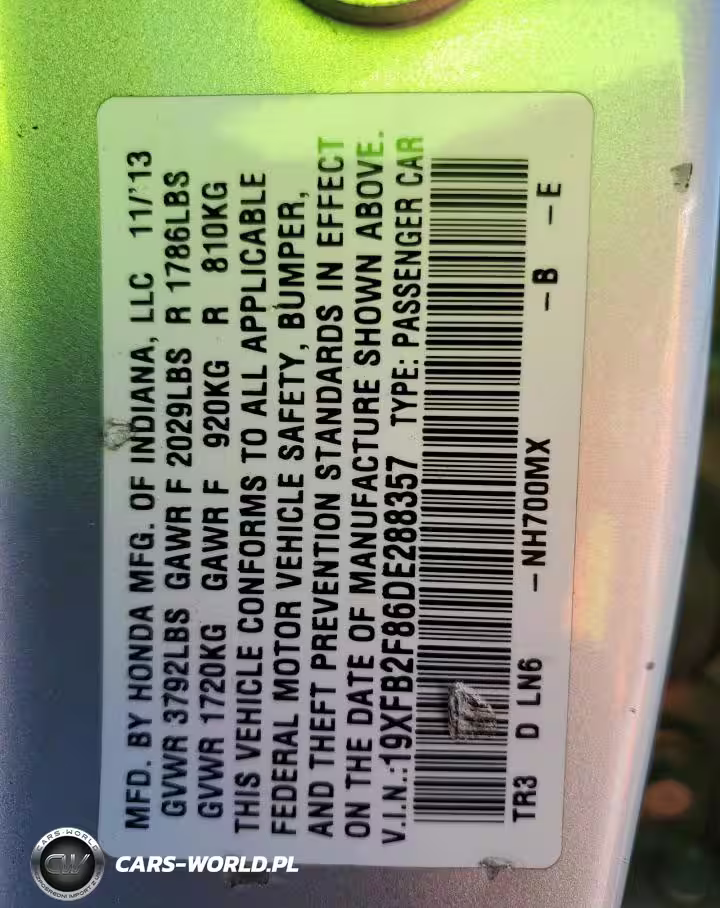 MFD. BY HONDA MFG. OF INDIANA, LLC 11/'13
GVWR 3792LBS GAWR F 2029LBS R 1786LBS
GVWR 1720KG GAWR F 920KG R 810KG
THIS VEHICLE CONFORMS TO ALL APPLICABLE
FEDERAL MOTOR VEHICLE SAFETY, BUMPER,
AND THEFT PREVENTION STANDARDS IN EFFECT
ON THE DATE OF MANUFACTURE SHOWN ABOVE.
V.I.N.:19XFB2F86DE288357 TYPE: PASSENGER CAR
TR3 D LN6 -NH700MX -B -E
CARS-WORLD
CW
CARS-WORLD.PL